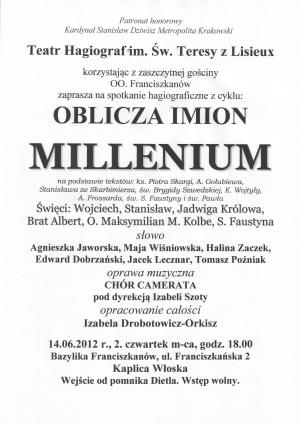 Patronat honorowy
Kardynał Stanisław Dziwisz Metropolita Krakowski
Teatr Hagiograf im. Św. Teresy z Lisieux
korzystając z zaszczytnej gościny
OO. Franciszkanów
zaprasza na spotkanie hagiograficzne z cyklu:
OBLICZA IMION
MILLENIUM
na podstawie tekstów: ks. Piotra Skargi, A. Gołubiewa,
Stanisława ze Skarbimierza, św. Brygidy Szwedzkiej, K. Wojtyły,
A. Frossarda, św. S. Faustyny i św. Pawła
Święci: Wojciech, Stanisław, Jadwiga Królowa,
Brat Albert, O. Maksymilian M. Kolbe, S. Faustyna
słowo
Agnieszka Jaworska, Maja Wiśniowska, Halina Zaczek,
Edward Dobrzański, Jacek Lecznar, Tomasz Poźniak
oprawa muzyczna
CHÓR CAMERATA
pod dyrekcją Izabeli Szoty
opracowanie całości
Izabela Drobotowicz-Orkisz
14.06.2012 r., 2. czwartek m-ca, godz. 18.00
Bazylika Franciszkanów, ul. Franciszkańska 2
Kaplica Włoska
Wejście od pomnika Dietla. Wstęp wolny.